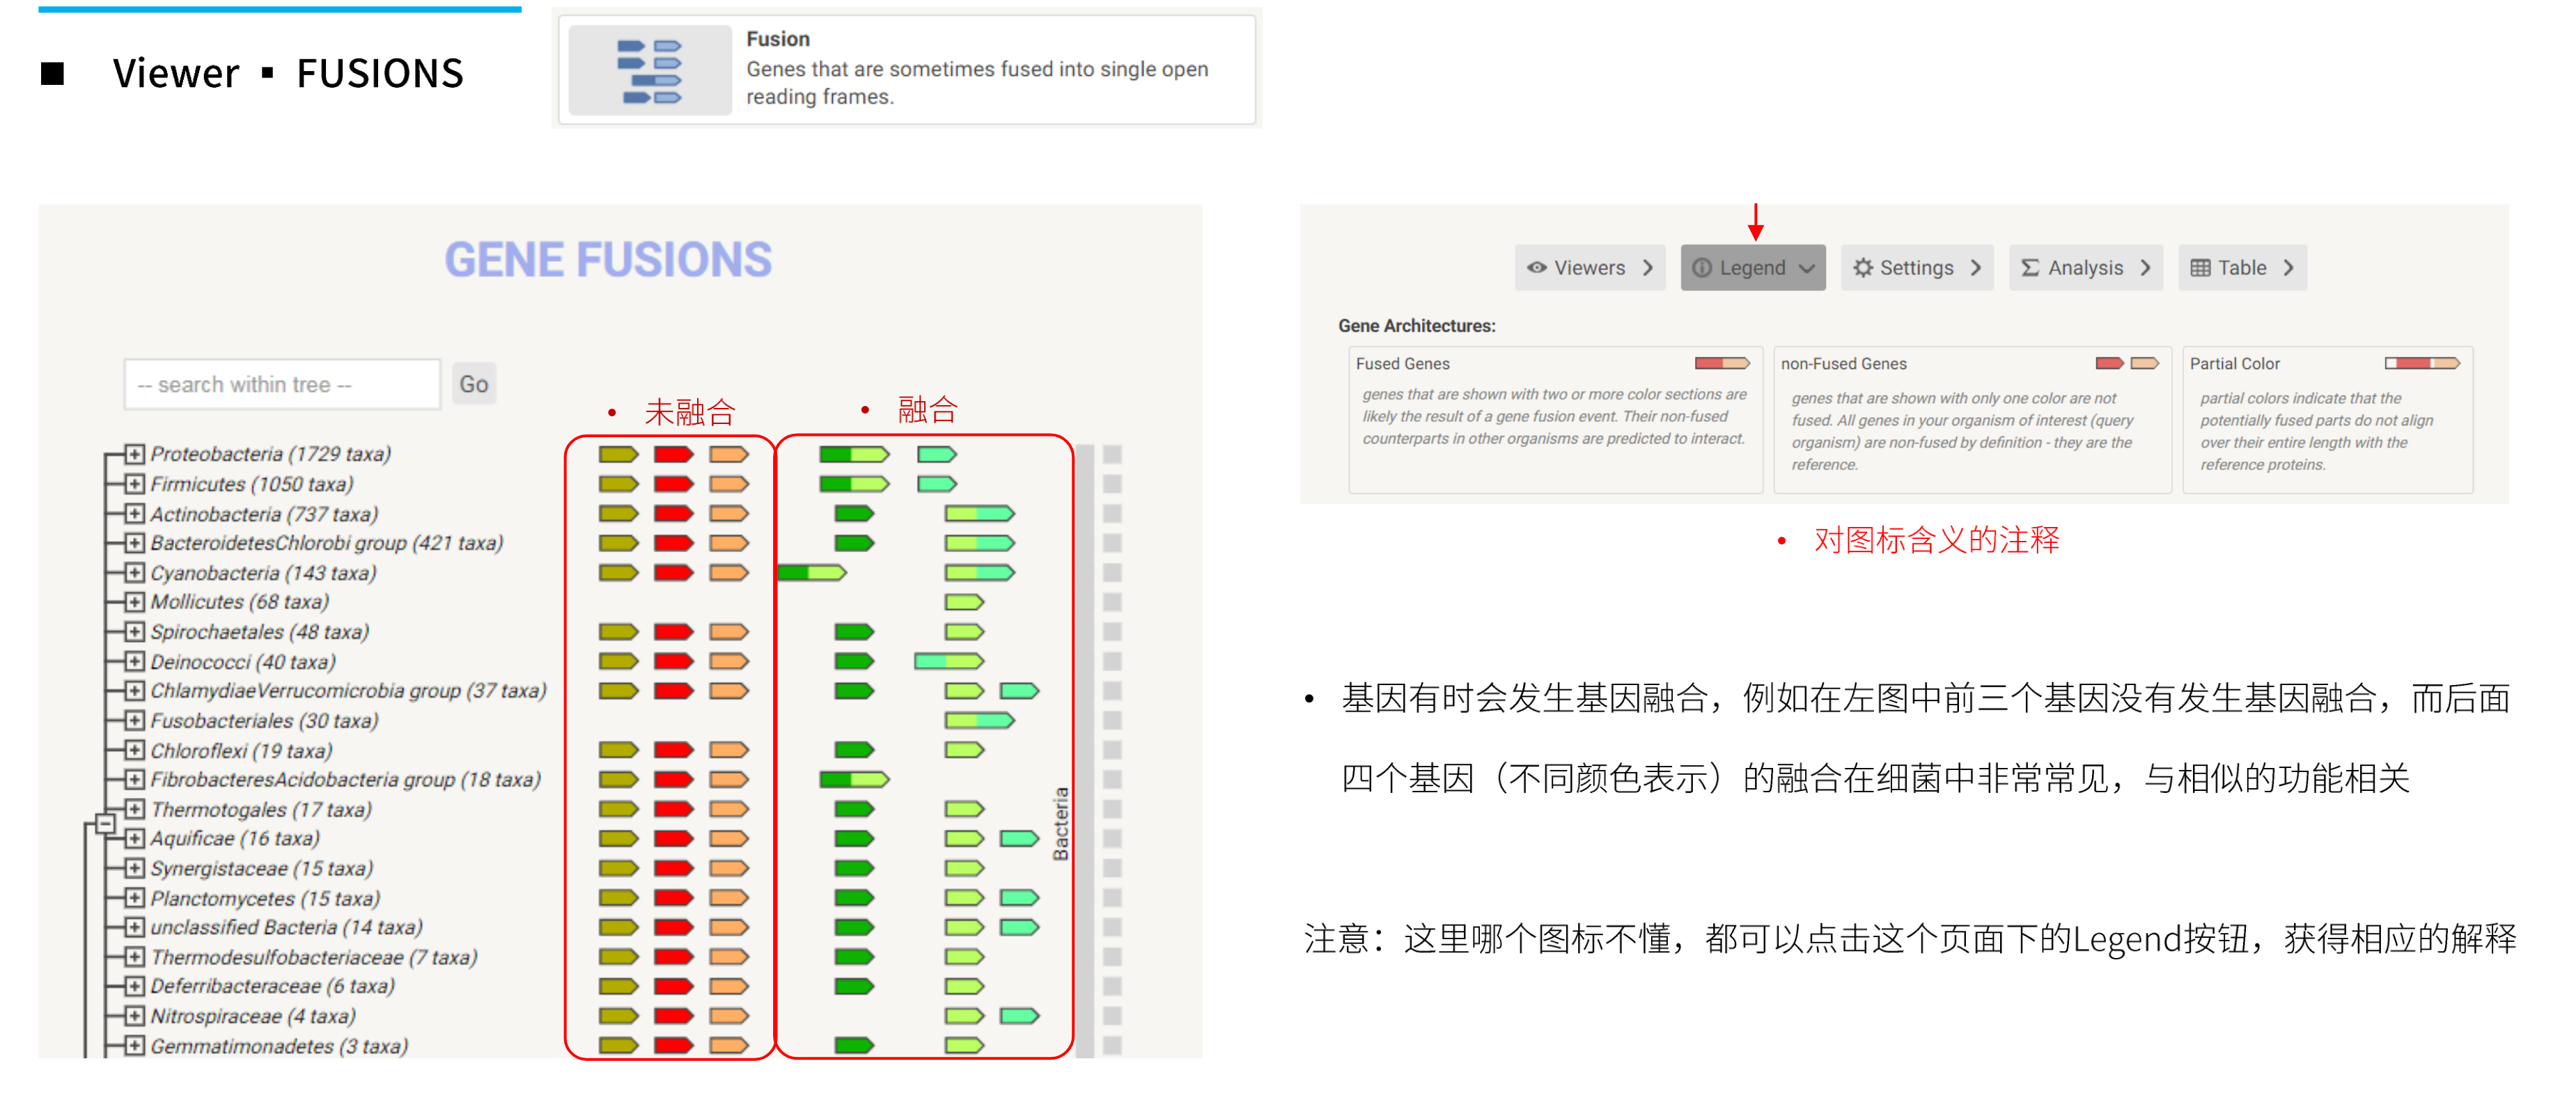 Viewer ▪ FUSIONS
Fusion
Genes that are sometimes fused into single open
reading frames.
GENE FUSIONS
-- search within tree --
Go
• 未融合
• 融合
Proteobacteria (1729 taxa)
Firmicutes (1050 taxa)
Actinobacteria (737 taxa)
BacteroidetesChlorobi group (421 taxa)
Cyanobacteria (143 taxa)
Mollicutes (68 taxa)
Spirochaetales (48 taxa)
Deinococci (40 taxa)
ChlamydiaeVerrucomicrobia group (37 taxa)
Fusobacteriales (30 taxa)
Chloroflexi (19 taxa)
FibrobacteresAcidobacteria group (18 taxa)
Thermotogales (17 taxa)
Aquificae (16 taxa)
Synergistaceae (15 taxa)
Planctomycetes (15 taxa)
unclassified Bacteria (14 taxa)
Thermodesulfobacteriaceae (7 taxa)
Deferribacteraceae (6 taxa)
Nitrospiraceae (4 taxa)
Gemmatimonadetes (3 taxa)
Bacteria
Viewers
Legend
Settings
Analysis
Table
Gene Architectures:
Fused Genes
genes that are shown with two or more color sections are
likely the result of a gene fusion event. Their non-fused
counterparts in other organisms are predicted to interact.
non-Fused Genes
genes that are shown with only one color are not
fused. All genes in your organism of interest (query
organism) are non-fused by definition - they are the
reference.
Partial Color
partial colors indicate that the
potentially fused parts do not align
over their entire length with the
reference proteins.
• 对图标含义的注释
• 基因有时会发生基因融合，例如在左图中前三个基因没有发生基因融合，而后面
四个基因（不同颜色表示）的融合在细菌中非常常见，与相似的功能相关
注意：这里哪个图标不懂，都可以点击这个页面下的Legend按钮，获得相应的解释